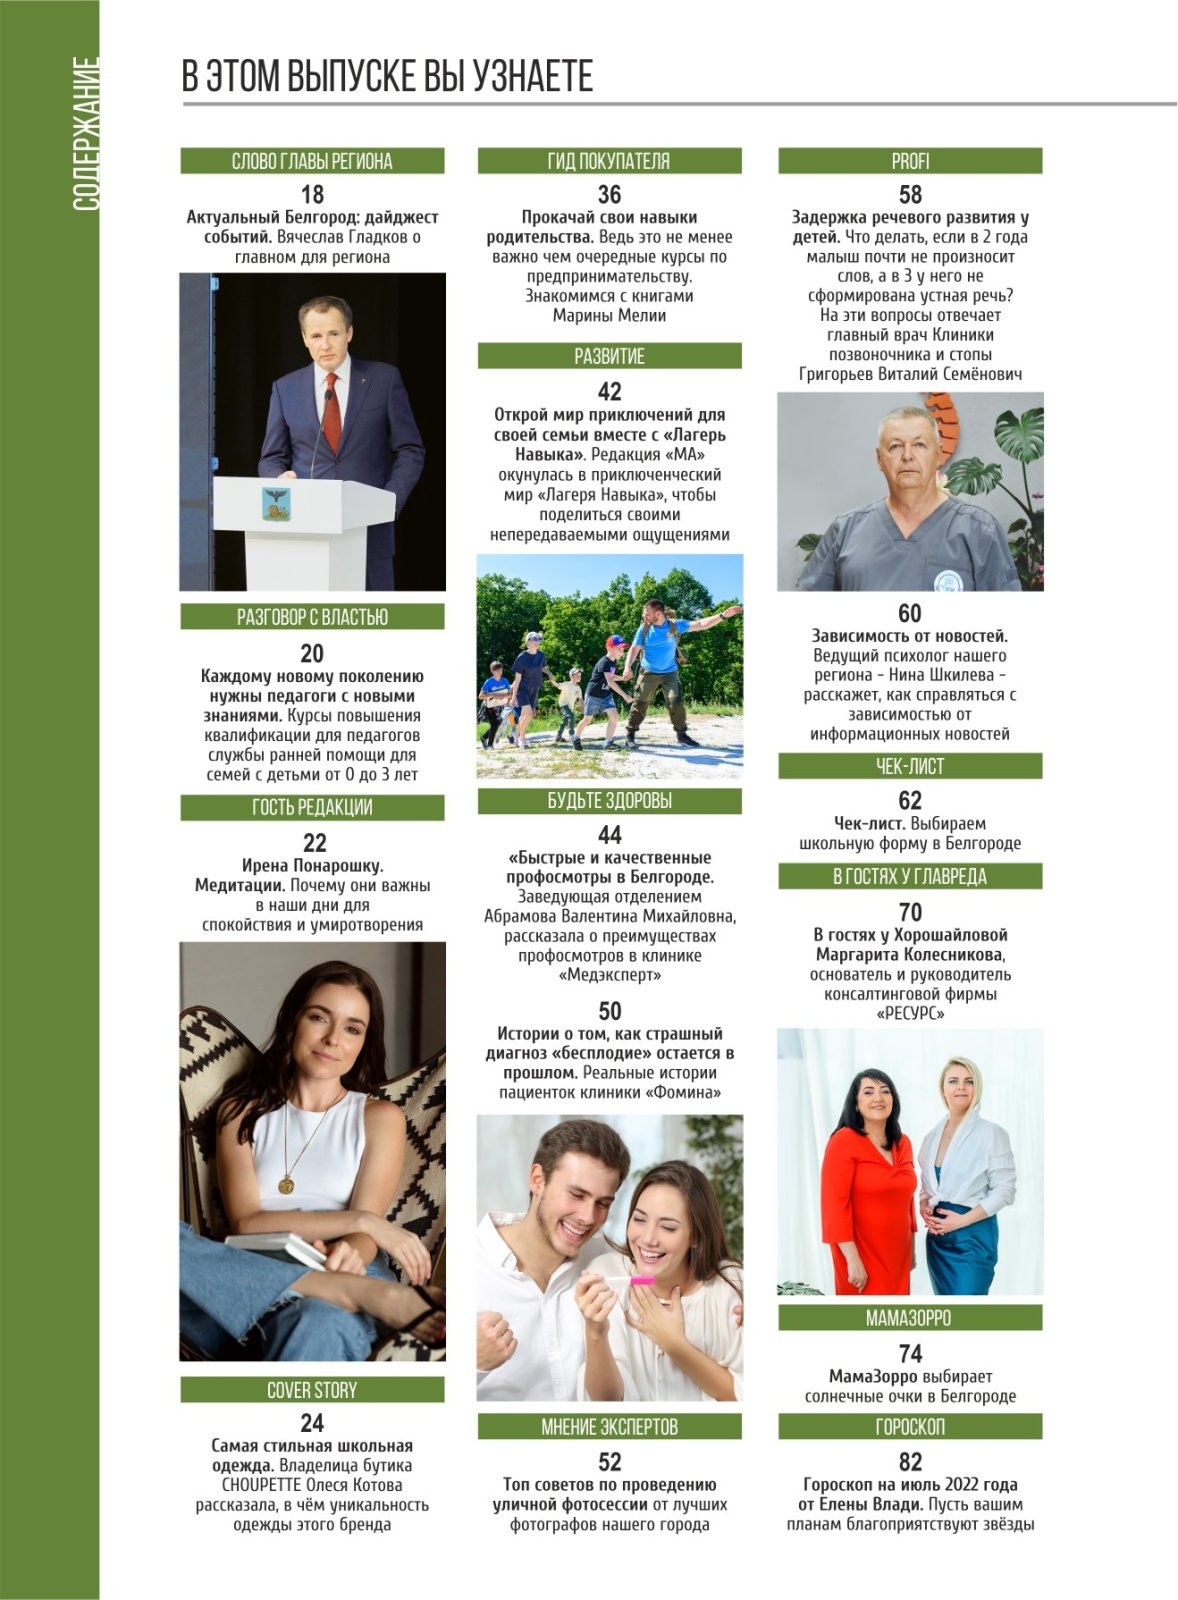 СОДЕРЖАНИЕ
В ЭТОМ ВЫПУСКЕ ВЫ УЗНАЕТЕ
СЛОВО ГЛАВЫ РЕГИОНА
18
Актуальный Белгород: дайджест
событий. Вячеслав Гладков о
главном для региона
РАЗГОВОР С ВЛАСТЬЮ
20
Каждому новому поколению
нужны педагоги с новыми
знаниями. Курсы повышения
квалификации для педагогов
службы ранней помощи для
семей с детьми от 0 до 3 лет
ГОСТЬ РЕДАКЦИИ
22
Ирена Понарошку.
Медитации. Почему они важны
в наши дни для
спокойствия и умиротворения
COVER STORY
24
Самая стильная школьная
одежда. Владелица бутика
CHOUPETTE Олеся Котова
рассказала, в чём уникальность
одежды этого бренда
ГИД ПОКУПАТЕЛЯ
36
Прокачай свои навыки
родительства. Ведь это не менее
важно чем очередные курсы по
предпринимательству.
Знакомимся с книгами
Марины Мелии
РАЗВИТИЕ
42
Открой мир приключений для
своей семьи вместе с «Лагерь
Навыка». Редакция «МА»
окунулась в приключенческий
мир «Лагеря Навыка», чтобы
поделиться своими
непередаваемыми ощущениями
БУДЬТЕ ЗДОРОВЫ
44
«Быстрые и качественные
профосмотры в Белгороде.
Заведующая отделением
Абрамова Валентина Михайловна,
рассказала о преимуществах
профосмотров в клинике
«Медэксперт»
50
Истории о том, как страшный
диагноз «бесплодие» остается в
прошлом. Реальные истории
пациенток клиники «Фомина»
МНЕНИЕ ЭКСПЕРТОВ
52
Топ советов по проведению
уличной фотосессии от лучших
фотографов нашего города
PROFI
58
Задержка речевого развития у
детей. Что делать, если в 2 года
малыш почти не произносит
слов, а в 3 у него не
сформирована устная речь?
На эти вопросы отвечает
главный врач Клиники
позвоночника и стопы
Григорьев Виталий Семёнович
60
Зависимость от новостей.
Ведущий психолог нашего
региона - Нина Шкилева -
расскажет, как справляться с
зависимостью от
информационных новостей
ЧЕК-ЛИСТ
62
Чек-лист. Выбираем
школьную форму в Белгороде
В ГОСТЯХ У ГЛАВРЕДА
70
В гостях у Хорошайловой
Маргарита Колесникова,
основатель и руководитель
консалтинговой фирмы
«РЕСУРС»
МАМАЗОРРО
74
МамаЗорро выбирает
солнечные очки в Белгороде
ГОРОСКОП
82
Гороскоп на июль 2022 года
от Елены Влади. Пусть вашим
планам благоприятствуют звёзды